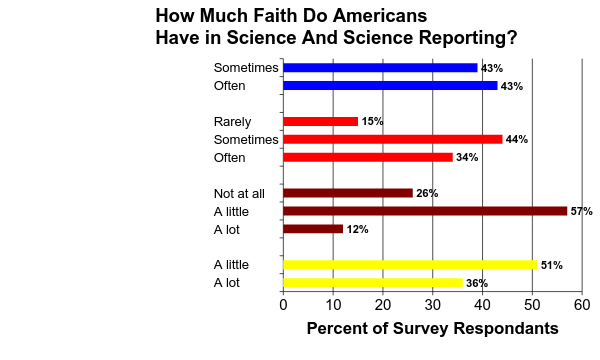 How Much Faith Do Americans
Have in Science And Science Reporting?
Sometimes 43%
Often 43%
Rarely 15%
Sometimes 44%
Often 34%
Not at all 26%
A little 57%
A lot 12%
A little 51%
A lot 36%
0 10 20 30 40 50 60
Percent of Survey Respondants